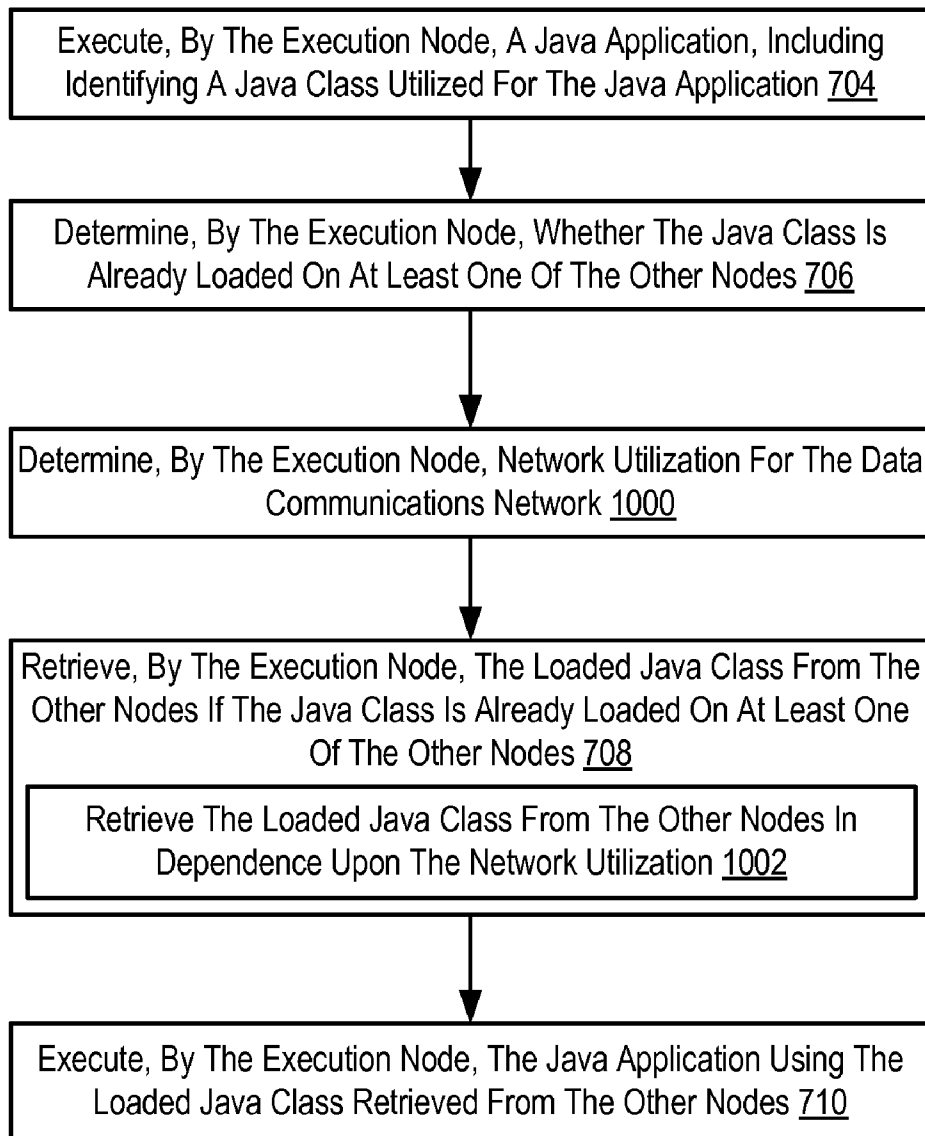 Execute, By The Execution Node, A Java Application, Including
Identifying A Java Class Utilized For The Java Application 704
Determine, By The Execution Node, Whether The Java Class Is
Already Loaded On At Least One Of The Other Nodes 706
Determine, By The Execution Node, Network Utilization For The Data
Communications Network 1000
Retrieve, By The Execution Node, The Loaded Java Class From The
Other Nodes If The Java Class Is Already Loaded On At Least One
Of The Other Nodes 708
Retrieve The Loaded Java Class From The Other Nodes In
Dependence Upon The Network Utilization 1002
Execute, By The Execution Node, The Java Application Using The
Loaded Java Class Retrieved From The Other Nodes 710